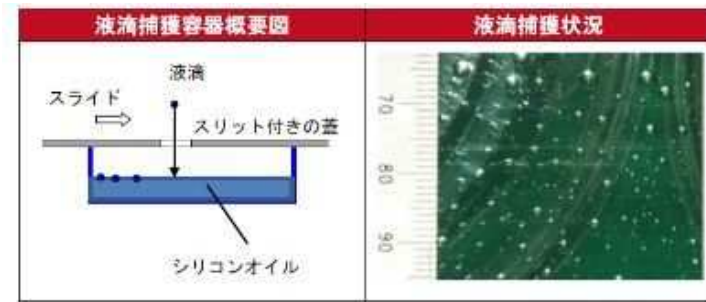 液滴捕獲容器概要図
液滴捕獲状況
液滴
スライド
スリット付きの蓋
シリコンオイル
70
80
90